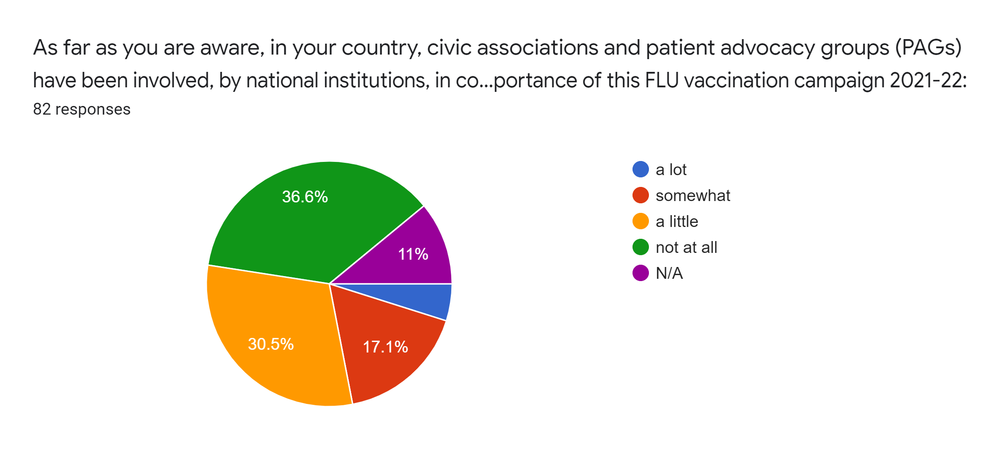 As far as you are aware, in your country, civic associations and patient advocacy groups (PAGs)
have been involved, by national institutions, in co...portance of this FLU vaccination campaign 2021-22:
82 responses
36.6%
11%
30.5%
17.1%
a lot
somewhat
a little
not at all
N/A